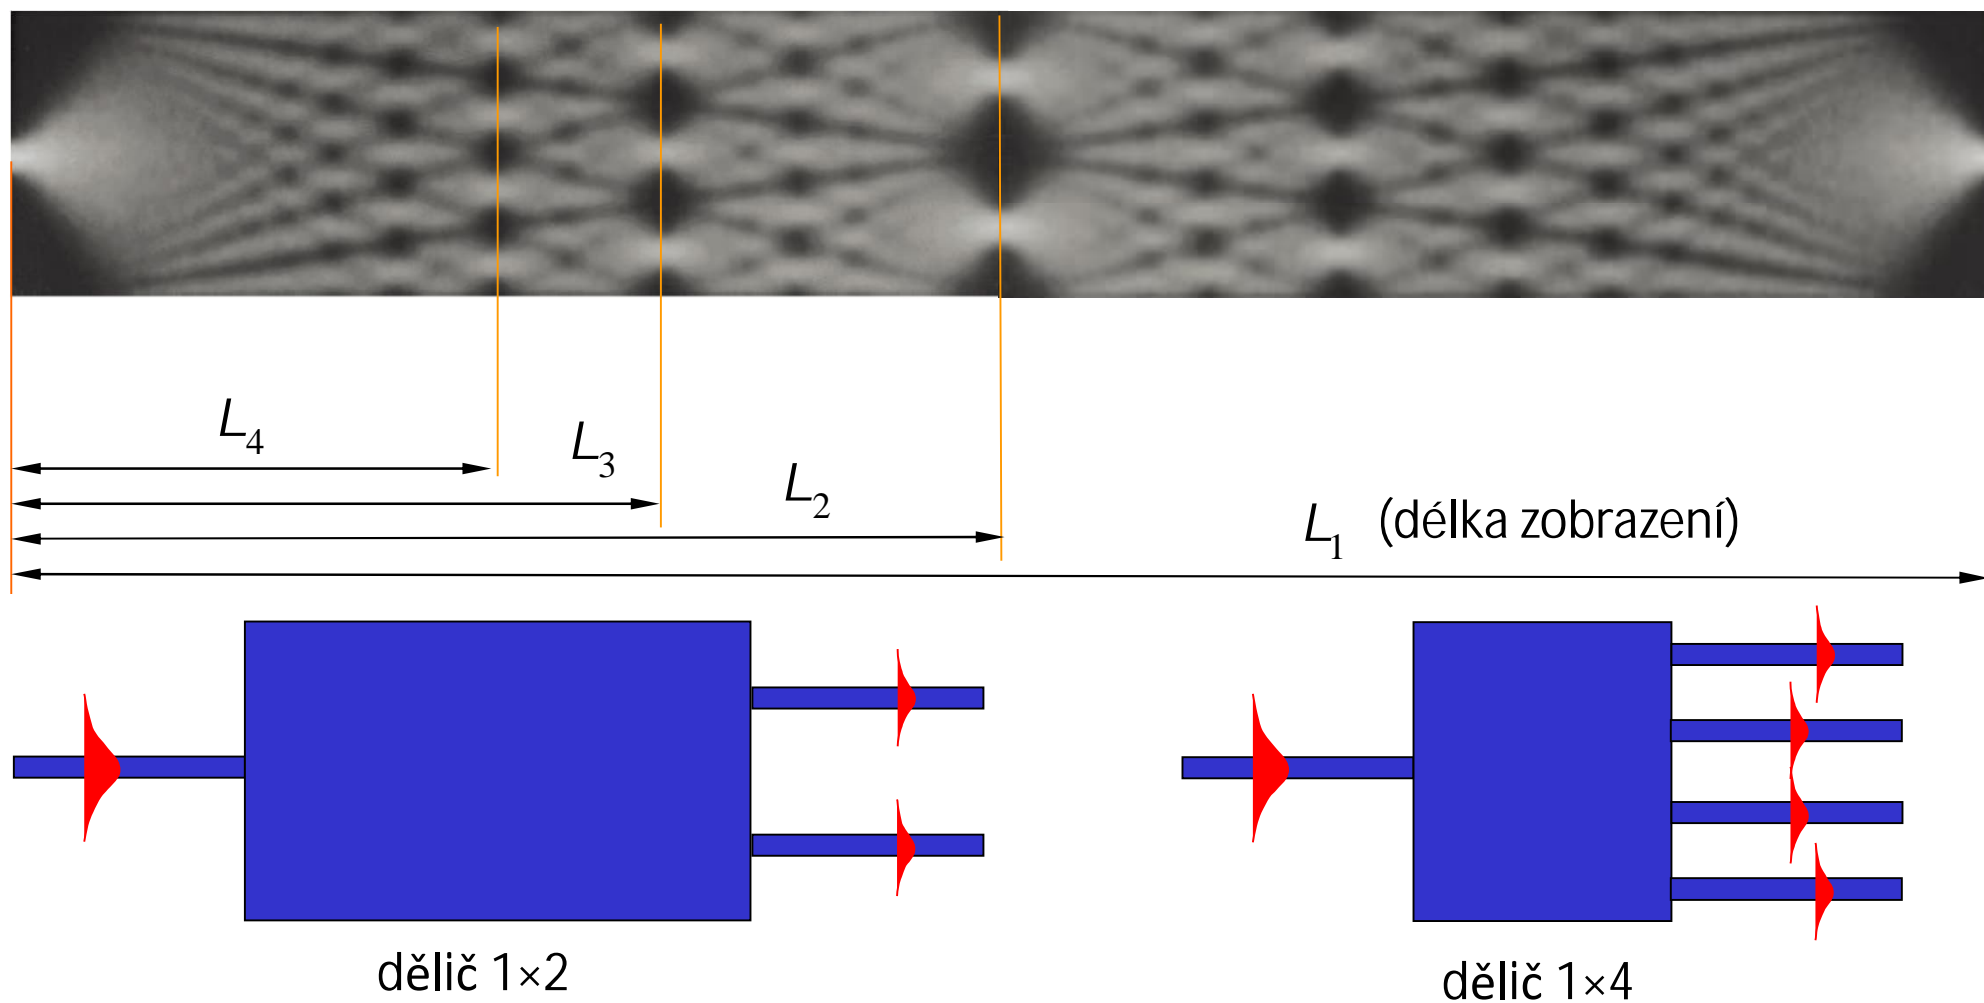 L4
L3
L2
L1 (délka zobrazení)
dělič 1×2
dělič 1×4